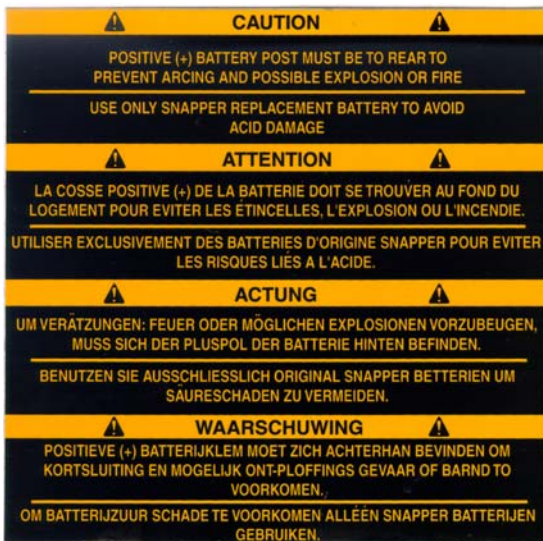 CAUTION
POSITIVE (+) BATTERY POST MUST BE TO REAR TO
PREVENT ARCING AND POSSIBLE EXPLOSION OR FIRE
USE ONLY SNAPPER REPLACEMENT BATTERY TO AVOID
ACID DAMAGE
ATTENTION
LA COSSE POSITIVE (+) DE LA BATTERIE DOIT SE TROUVER AU FOND DU
LOGEMENT POUR EVITER LES ÉTINCELLES, L'EXPLOSION OU L'INCENDIE.
UTILISER EXCLUSIVEMENT DES BATTERIES D'ORIGINE SNAPPER POUR EVITER
LES RISQUES LIÉS A L'ACIDE.
ACTUNG
UM VERÄTZUNGEN: FEUER ODER MÖGLICHEN EXPLOSIONEN VORZUBEUGEN,
MUSS SICH DER PLUSPOL DER BATTERIE HINTEN BEFINDEN.
BENUTZEN SIE AUSSCHLIESSLICH ORIGINAL SNAPPER BETTERIEN UM
SÄURESCHADEN ZU VERMEIDEN.
WAARSCHUWING
POSITIEVE (+) BATTERIJKLEM MOET ZICH ACHTERHAN BEVINDEN OM
KORTSLUITING EN MOGELIJK ONT-PLOFFINGS GEVAAR OF BARND TO
VOORKOMEN.
OM BATTERIJZUUR SCHADE TE VOORKOMEN ALLÉÉN SNAPPER BATTERIJEN
GEBRUIKEN.